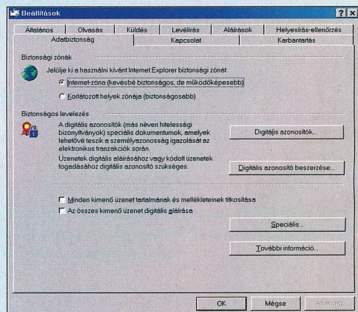 Beállítások
Általános Olvasás Küldés Levélírás Aláírások Helyesírás-ellenőrzés
Adatbiztonság Kapcsolat Karbantartás
Biztonsági zónák
Jelölje ki a használni kívánt Internet Explorer biztonsági zónát
Internet-zóna (kevésbé biztonságos, de működőképesebb)
Korlátozott helyek zónája (biztonságosabb)
Biztonságos levelezés
A digitális azonosítók (más néven hitelességi
bizonyítványok) speciális dokumentumok, amelyek
lehetővé teszik a személyazonosság igazolását az
elektronikus tranzakciók során.
Digitális azonosítók...
Üzenetek digitális aláírásához vagy kódolt üzenetek
fogadásához digitális azonosító szükséges.
Digitális azonosító beszerzése...
Minden kimenő üzenet tartalmának és mellékleteinek titkosítása
Az összes kimenő üzenet digitális aláírása
Speciális...
További információ...
OK Mégse Alkalmaz